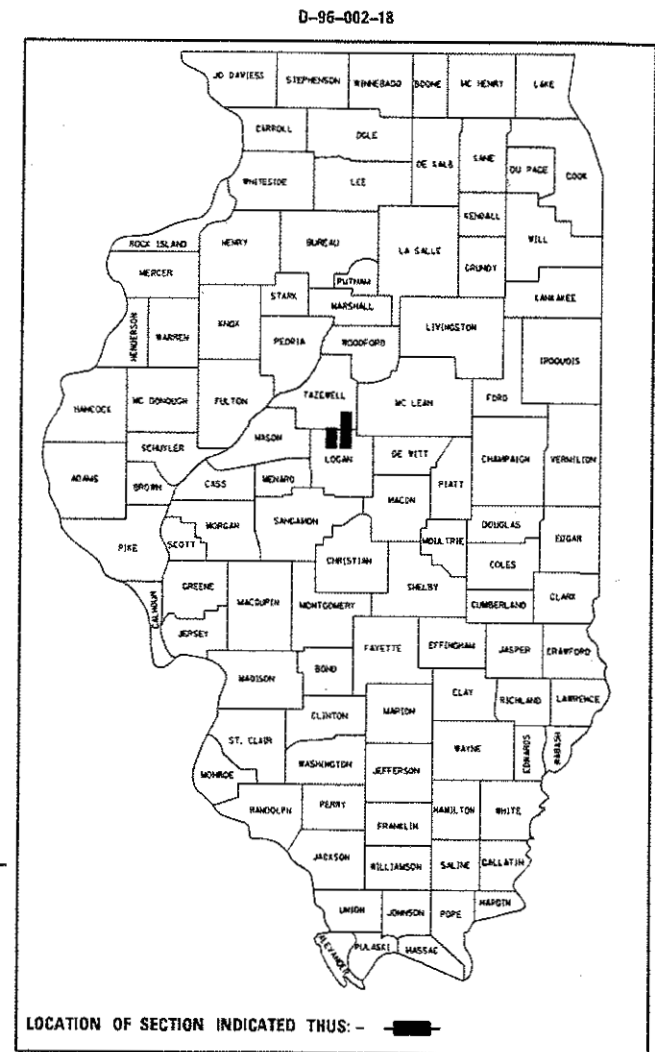 D-96-002-18
JO DAVIESS STEPHENSON WINNEBAGO BOONE MC HENRY LAKE
CARROLL OGLE DE KALB KANE DU PAGE COOK
WHITESIDE LEE KENDALL WILL
ROCK ISLAND HENRY BUREAU LA SALLE GRUNDY
MERCER PUTNAM KANKAKEE
STARK MARSHALL
HENDERSON WARREN KNOX PEORIA WOODFORD LIVINGSTON IROQUOIS
HANCOCK MC DONOUGH FULTON TAZEWELL MC LEAN FORD
SCHUYLER MASON LOGAN DE WITT CHAMPAIGN VERMILION
ADAMS BROWN CASS MENARD PIATT
MACON
PIKE SCOTT MORGAN SANGAMON MOULTRIE DOUGLAS EDGAR
CHRISTIAN COLES
GREENE SHELBY
CALHOUN MACOUPIN MONTGOMERY CUMBERLAND CLARK
JERSEY FAYETTE EFFINGHAM JASPER CRAWFORD
BOND
MADISON CLAY RICHLAND LAWRENCE
CLINTON MARION
ST. CLAIR WAYNE EDWARDS WABASH
WASHINGTON JEFFERSON
MONROE
RANDOLPH PERRY HAMILTON WHITE
FRANKLIN
JACKSON WILLIAMSON SALINE GALLATIN
UNION JOHNSON POPE HARDIN
ALEXANDER PULASKI MASSAC
LOCATION OF SECTION INDICATED THUS: -